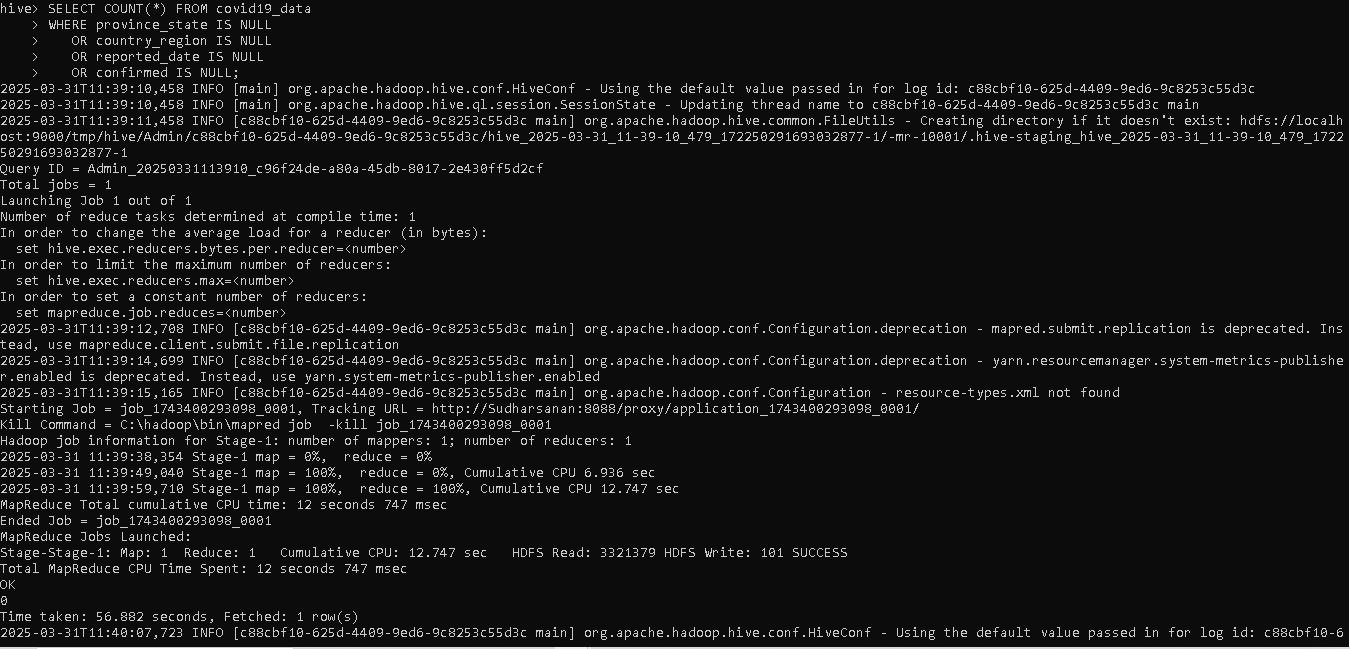 hive> SELECT COUNT(*) FROM covid19_data
    > WHERE province_state IS NULL
    >    OR country_region IS NULL
    >    OR reported_date IS NULL
    >    OR confirmed IS NULL;
2025-03-31T11:39:10,458 INFO [main] org.apache.hadoop.hive.conf.HiveConf - Using the default value passed in for log id: c88cbf10-625d-4409-9ed6-9c8253c55d3c
2025-03-31T11:39:10,458 INFO [main] org.apache.hadoop.hive.ql.session.SessionState - Updating thread name to c88cbf10-625d-4409-9ed6-9c8253c55d3c main
2025-03-31T11:39:11,458 INFO [c88cbf10-625d-4409-9ed6-9c8253c55d3c main] org.apache.hadoop.hive.common.FileUtils - Creating directory if it doesn't exist: hdfs://localh
ost:9000/tmp/hive/Admin/c88cbf10-625d-4409-9ed6-9c8253c55d3c/hive_2025-03-31_11-39-10_479_172250291693032877-1/-mr-10001/.hive-staging_hive_2025-03-31_11-39-10_479_1722
50291693032877-1
Query ID = Admin_20250331113910_c96f24de-a80a-45db-8017-2e430ff5d2cf
Total jobs = 1
Launching Job 1 out of 1
Number of reduce tasks determined at compile time: 1
In order to change the average load for a reducer (in bytes):
  set hive.exec.reducers.bytes.per.reducer=<number>
In order to limit the maximum number of reducers:
  set hive.exec.reducers.max=<number>
In order to set a constant number of reducers:
  set mapreduce.job.reduces=<number>
2025-03-31T11:39:12,708 INFO [c88cbf10-625d-4409-9ed6-9c8253c55d3c main] org.apache.hadoop.conf.Configuration.deprecation - mapred.submit.replication is deprecated. Ins
tead, use mapreduce.client.submit.file.replication
2025-03-31T11:39:14,699 INFO [c88cbf10-625d-4409-9ed6-9c8253c55d3c main] org.apache.hadoop.conf.Configuration.deprecation - yarn.resourcemanager.system-metrics-publishe
r.enabled is deprecated. Instead, use yarn.system-metrics-publisher.enabled
2025-03-31T11:39:15,165 INFO [c88cbf10-625d-4409-9ed6-9c8253c55d3c main] org.apache.hadoop.conf.Configuration - resource-types.xml not found
Starting Job = job_1743400293098_0001, Tracking URL = http://Sudharsanan:8088/proxy/application_1743400293098_0001/
Kill Command = C:\hadoop\bin\mapred job  -kill job_1743400293098_0001
Hadoop job information for Stage-1: number of mappers: 1; number of reducers: 1
2025-03-31 11:39:38,354 Stage-1 map = 0%,  reduce = 0%
2025-03-31 11:39:49,040 Stage-1 map = 100%,  reduce = 0%, Cumulative CPU 6.936 sec
2025-03-31 11:39:59,710 Stage-1 map = 100%,  reduce = 100%, Cumulative CPU 12.747 sec
MapReduce Total cumulative CPU time: 12 seconds 747 msec
Ended Job = job_1743400293098_0001
MapReduce Jobs Launched:
Stage-Stage-1: Map: 1  Reduce: 1   Cumulative CPU: 12.747 sec   HDFS Read: 3321379 HDFS Write: 101 SUCCESS
Total MapReduce CPU Time Spent: 12 seconds 747 msec
OK
0
Time taken: 56.882 seconds, Fetched: 1 row(s)
2025-03-31T11:40:07,723 INFO [c88cbf10-625d-4409-9ed6-9c8253c55d3c main] org.apache.hadoop.hive.conf.HiveConf - Using the default value passed in for log id: c88cbf10-6